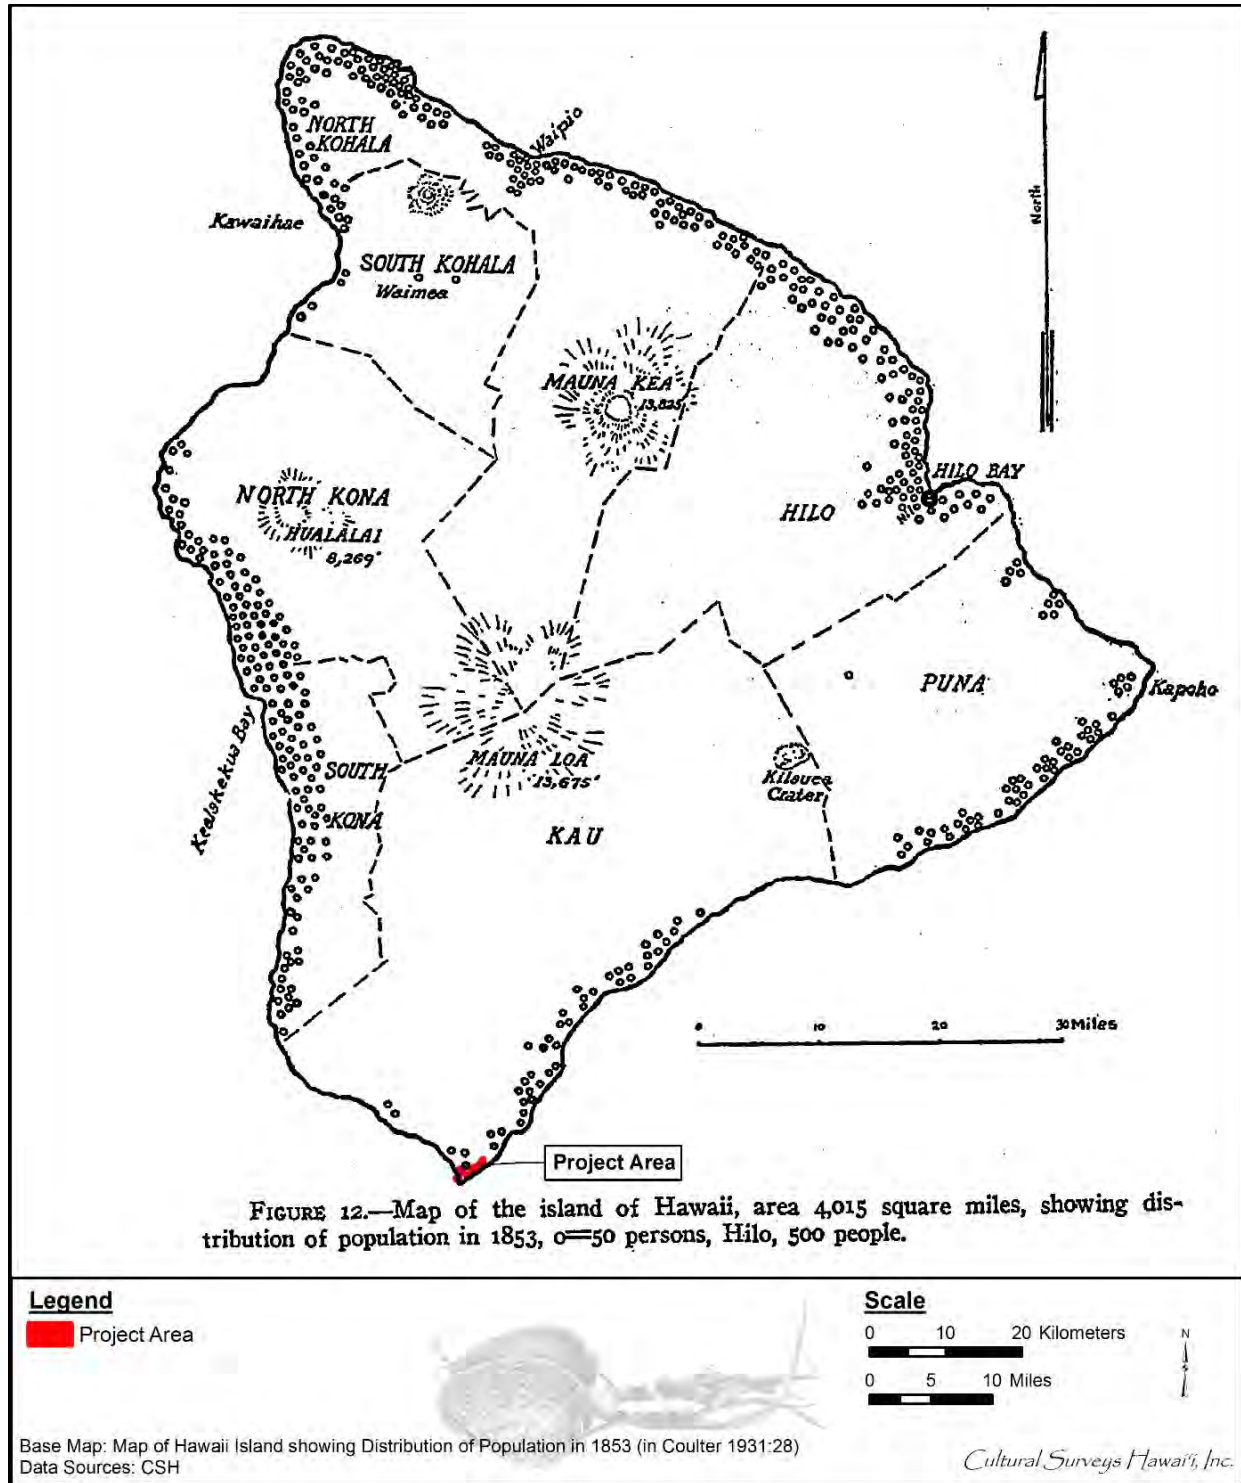 Waipio
NORTH
KOHALA
North
Kawaihae
SOUTH KOHALA
Waimea
MAUNA KEA
13,825
HILO BAY
HILO
NORTH KONA
HUALALAI
8,269
HILO
PUNA
Kapoho
Kealakekua Bay
SOUTH
KONA
MAUNA LOA
13,675
Kilauea
Crater
KAU
0 10 20 30 Miles
Project Area
FIGURE 12.—Map of the island of Hawaii, area 4,015 square miles, showing dis-
tribution of population in 1853, o=50 persons, Hilo, 500 people.
Legend
Project Area
Scale
0 10 20 Kilometers
0 5 10 Miles
N
S
Base Map: Map of Hawaii Island showing Distribution of Population in 1853 (in Coulter 1931:28)
Data Sources: CSH
Cultural Surveys Hawai'i, Inc.